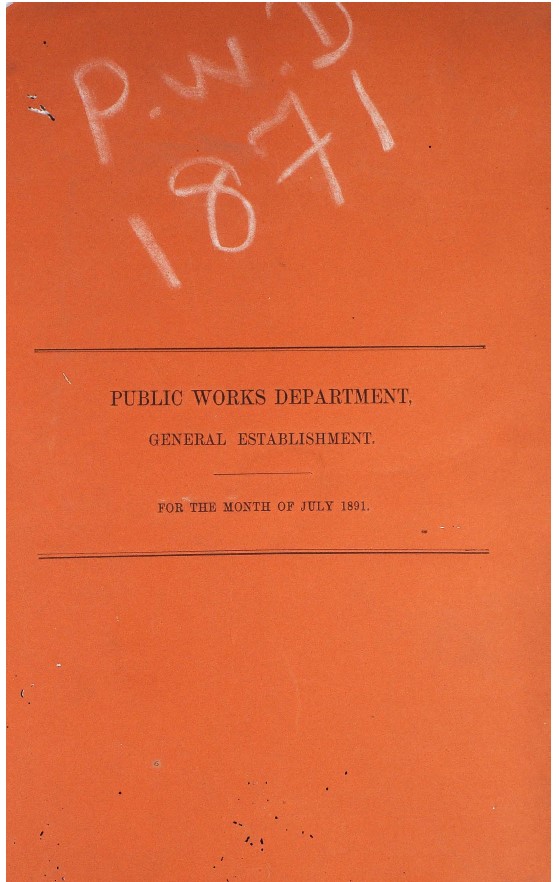 P.W.D
1871
PUBLIC WORKS DEPARTMENT,
GENERAL ESTABLISHMENT.
FOR THE MONTH OF JULY 1891.